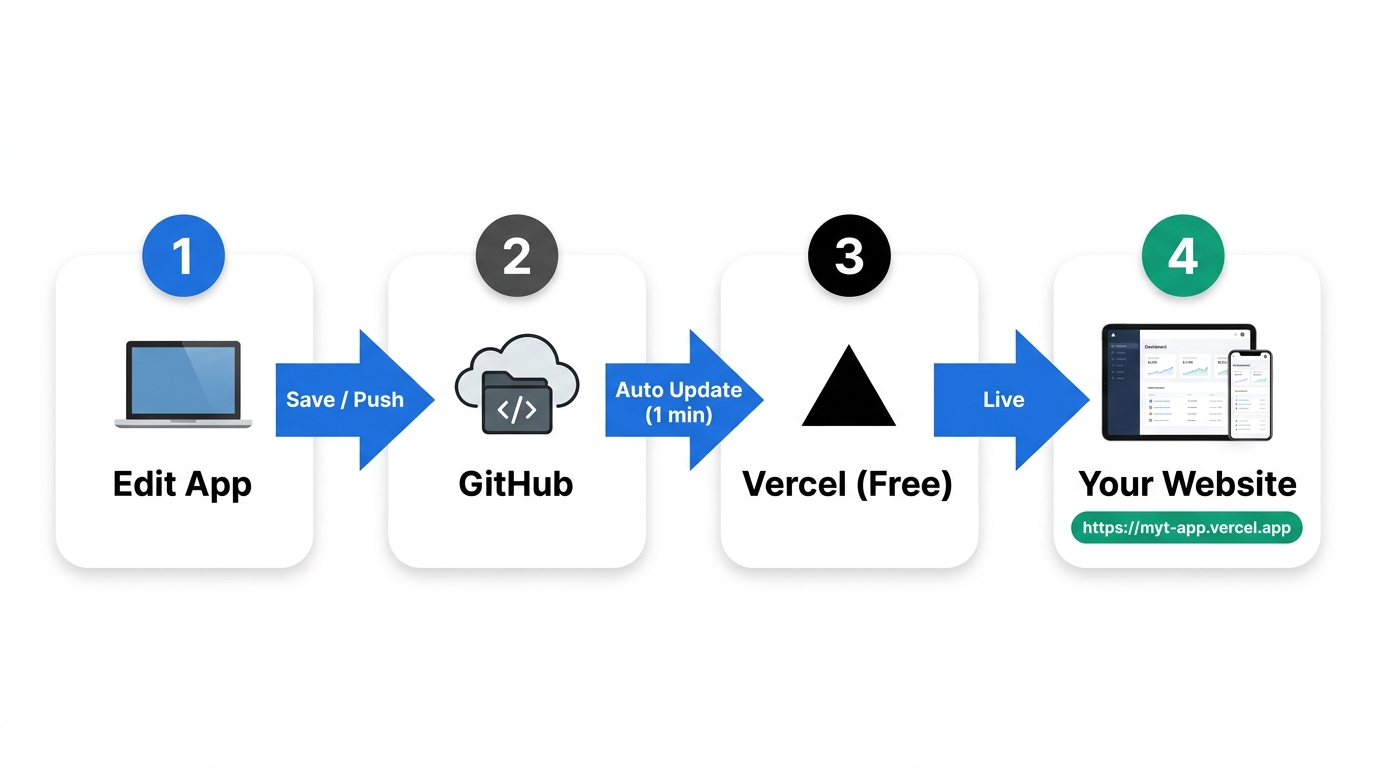 1
2
3
4
Save / Push
Auto Update
(1 min)
Live
Dashboard
Edit App
GitHub
Vercel (Free)
Your Website
https://myt-app.vercel.app